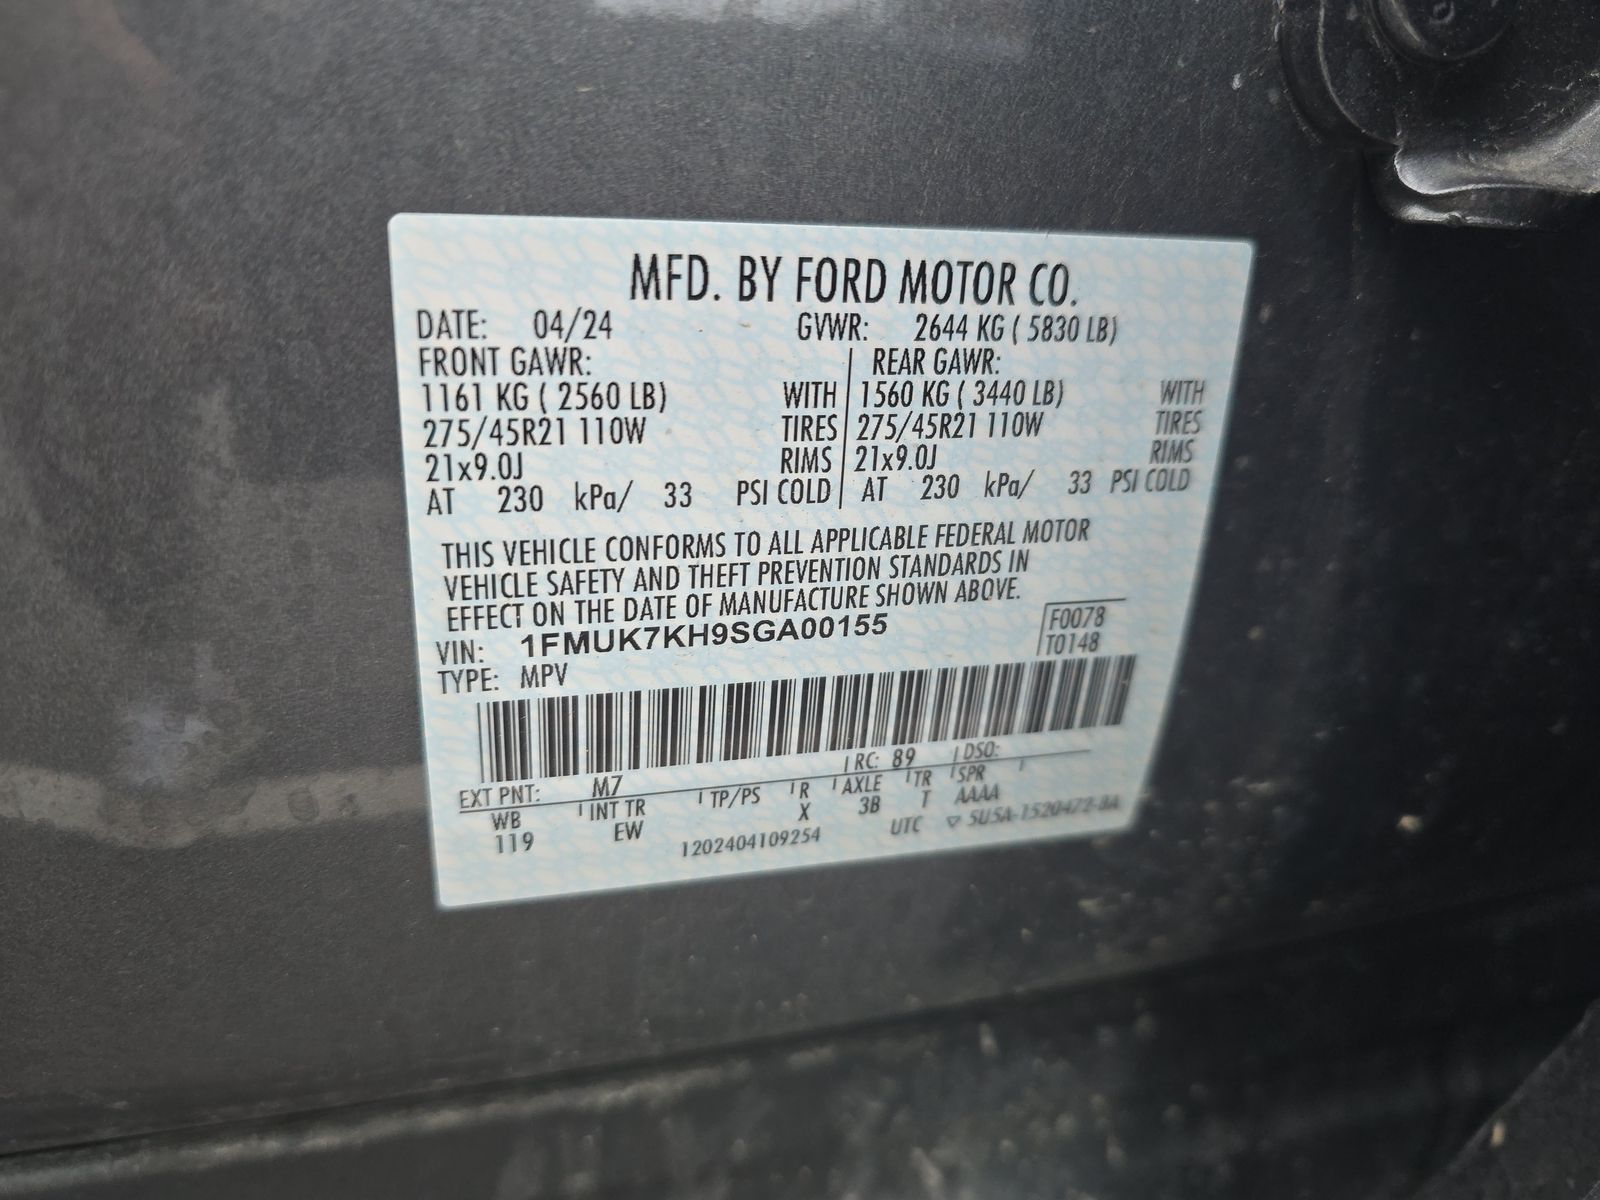 MFD. BY FORD MOTOR CO.
DATE: 04/24 GVWR: 2644 KG ( 5830 LB)
FRONT GAWR: REAR GAWR:
1161 KG ( 2560 LB) WITH 1560 KG ( 3440 LB) WITH
275/45R21 110W TIRES 275/45R21 110W TIRES
21x9.0J RIMS 21x9.0J RIMS
AT 230 kPa/ 33 PSI COLD AT 230 kPa/ 33 PSI COLD
THIS VEHICLE CONFORMS TO ALL APPLICABLE FEDERAL MOTOR
VEHICLE SAFETY AND THEFT PREVENTION STANDARDS IN
EFFECT ON THE DATE OF MANUFACTURE SHOWN ABOVE.
VIN: 1FMUK7KH9SGA00155 F0078
TYPE: MPV T0148
EXT PNT: M7 RC: 89 DSO:
WB INT TR TP/PS R AXLE TR SPR
119 EW X 3B T AAAA
1202404109254 UTC ▽ 5U5A-1520472-BA